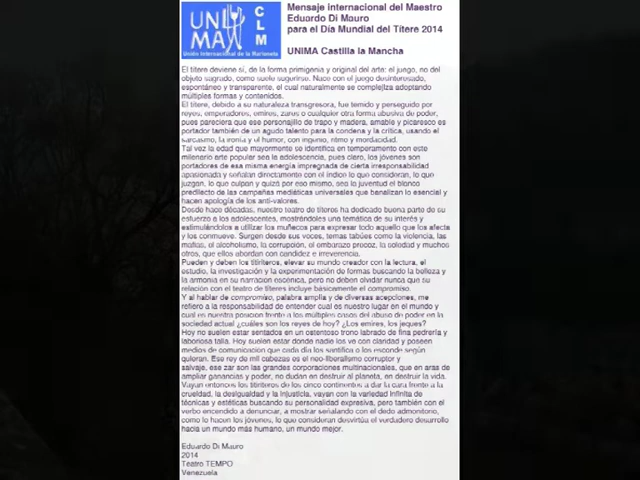 UNIMA
CLM
Unión Internacional de la Marioneta
Mensaje internacional del Maestro
Eduardo Di Mauro
para el Día Mundial del Títere 2014
UNIMA Castilla la Mancha
El títere deviene sí, de la forma primigenia y original del arte: el juego, no del
objeto sagrado, como suele sugerirse. Nace con el juego desinteresado,
espontáneo y transparente, el cual naturalmente se complejiza adoptando
múltiples formas y contenidos.
El títere, debido a su naturaleza transgresora, fue temido y perseguido por
reyes, emperadores, emires, zares o cualquier otra forma abusiva de poder,
pues pareciera que ese personajillo de trapo y madera, amable y picaresco es
portador también de un agudo talento para la condena y la crítica, usando el
sarcasmo, la ironía y el humor, con ingenio, ritmo y mordacidad.
Tal vez la edad que mayormente se identifica en temperamento con este
milenario arte popular sea la adolescencia, pues claro, los jóvenes son
portadores de esa misma energía impregnada de cierta irresponsabilidad
apasionada y señalan directamente con el índice lo que consideran, lo que
juzgan, lo que culpan y quizá por eso mismo, sea la juventud el blanco
predilecto de las campañas mediáticas universales que banalizan lo esencial y
hacen apología de los anti-valores.
Desde hace décadas, nuestro teatro de títeres ha dedicado buena parte de su
esfuerzo a los adolescentes, mostrándoles una temática de su interés y
estimulándolos a utilizar los muñecos para expresar todo aquello que los afecta
y los conmueve. Surgen desde sus voces, temas tabúes como la violencia, las
mafias, el alcoholismo, la corrupción, el embarazo precoz, la soledad y muchos
otros, que ellos abordan con candidez e irreverencia.
Pueden y deben los titiriteros, elevar su mundo creador con la lectura, el
estudio, la investigación y la experimentación de formas buscando la belleza y
la armonía en su narración escénica, pero no deben olvidar nunca que su
relación con el teatro de títeres incluye básicamente el compromiso.
Y al hablar de compromiso, palabra amplia y de diversas acepciones, me
refiero a la responsabilidad de entender cual es nuestro lugar en el mundo y
cual es nuestra posición frente a los múltiples casos del abuso de poder en la
sociedad actual ¿cuáles son los reyes de hoy? ¿Los emires, los jeques?
Hoy no suelen estar sentados en un ostentoso trono labrado de fina pedrería y
laboriosa talla. Hoy suelen estar donde nadie los ve con claridad y poseen
medios de comunicación que cada día los santifica o los esconde según
quieran. Ese rey de mil cabezas es el neo-liberalismo corruptor y
salvaje, ese zar son las grandes corporaciones multinacionales, que en aras de
ampliar ganancias y poder, no dudan en destruir al planeta, en destruir la vida.
Vayan entonces los titiriteros de los cinco continentes a dar la cara frente a la
crueldad, la desigualdad y la injusticia, vayan con la variedad infinita de
técnicas y estéticas buscando su personalidad expresiva, pero también con el
verbo encendido a denunciar, a mostrar señalando con el dedo admonitorio,
como lo hacen los jóvenes, lo que consideran desvirtúa el verdadero desarrollo
hacia un mundo más humano, un mundo mejor.
Eduardo Di Mauro
2014
Teatro TEMPO
Venezuela